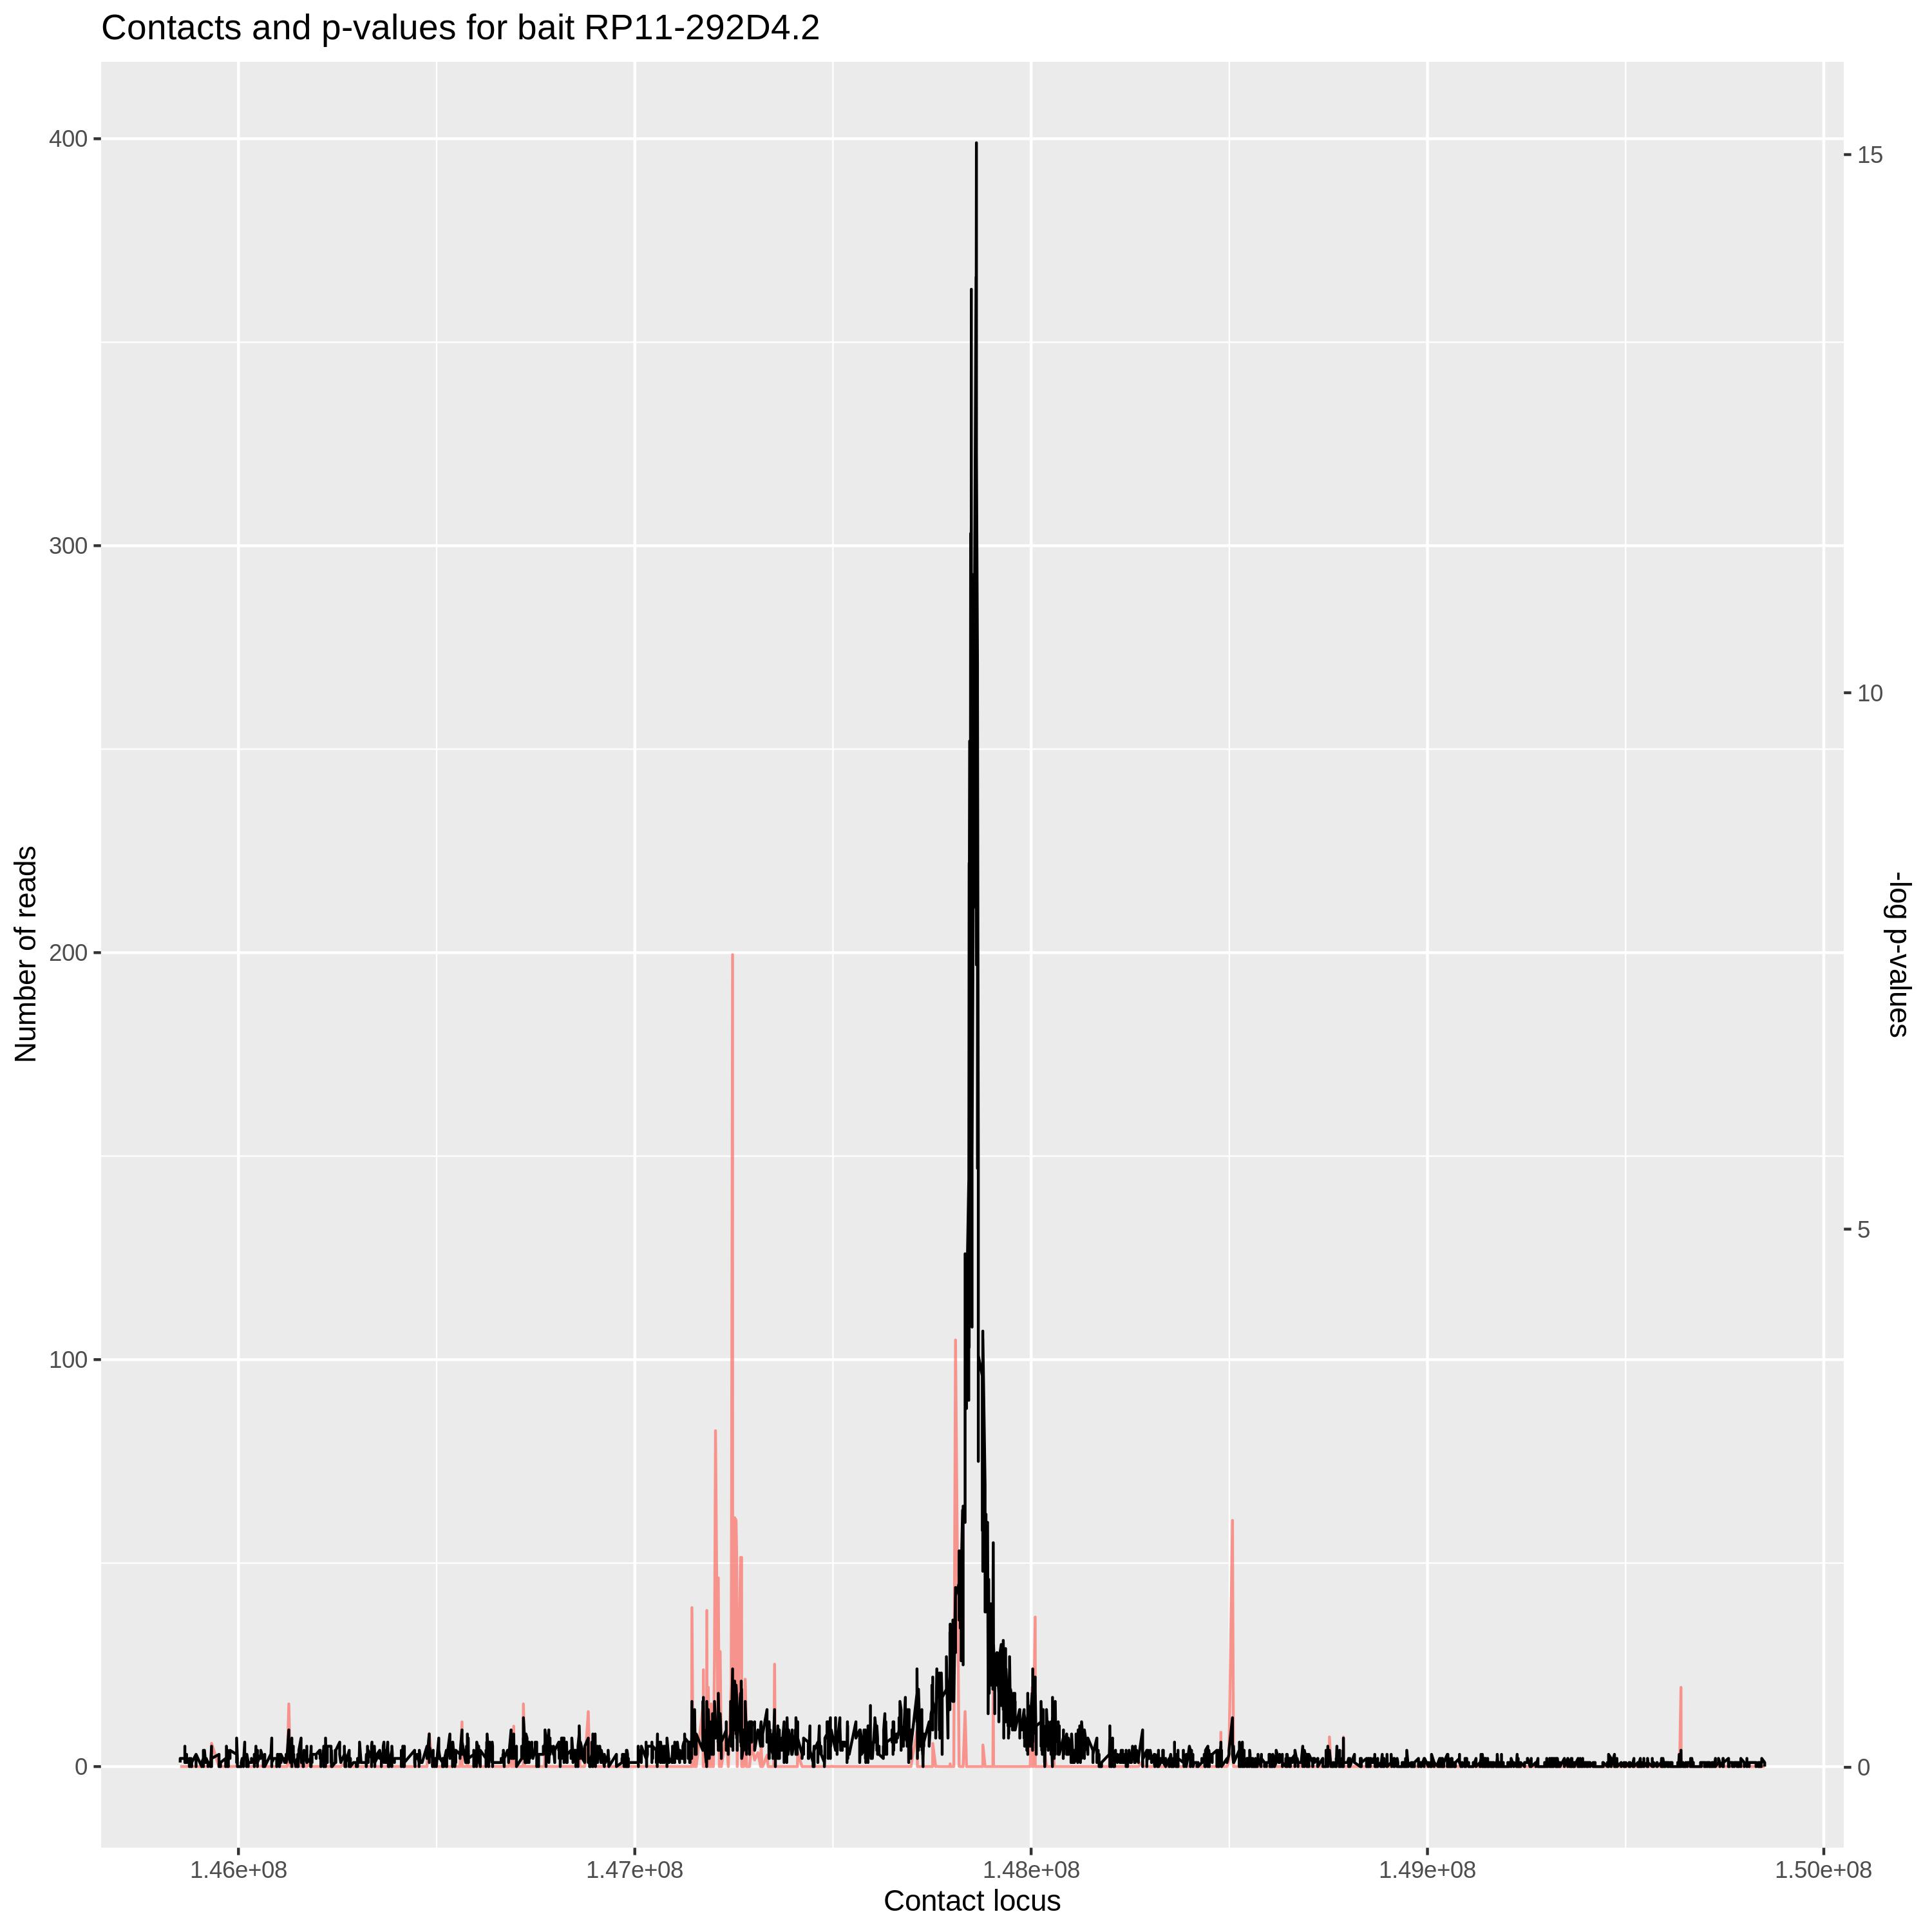 Contacts and p-values for bait RP11-292D4.2
400
300
200
100
0
Number of reads
15
10
5
0
-log p-values
1.46e+08 1.47e+08 1.48e+08 1.49e+08 1.50e+08
Contact locus